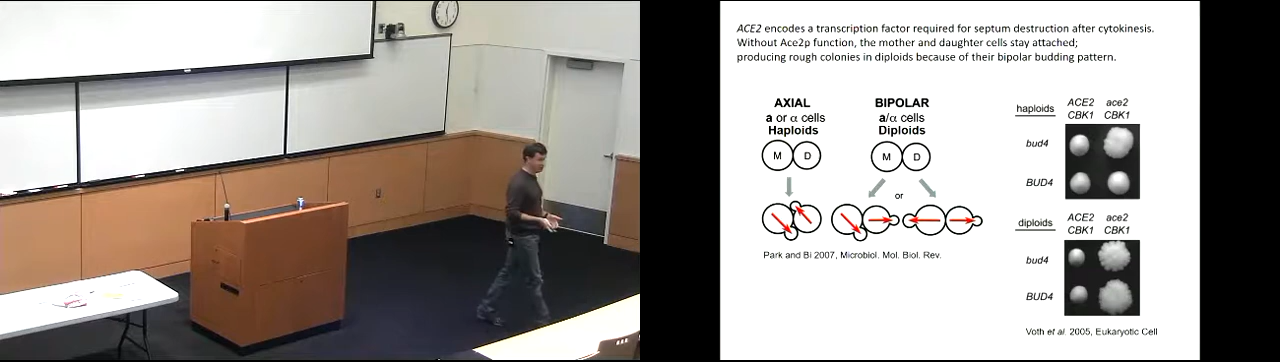 ACE2 encodes a transcription factor required for septum destruction after cytokinesis.
Without Ace2p function, the mother and daughter cells stay attached;
producing rough colonies in diploids because of their bipolar budding pattern.
AXIAL
a or α cells
Haploids
M D
BIPOLAR
a/α cells
Diploids
M D
or
Park and Bi 2007, Microbiol. Mol. Biol. Rev.
haploids
ACE2 ace2
CBK1 CBK1
bud4
BUD4
diploids
ACE2 ace2
CBK1 CBK1
bud4
BUD4
Voth et al. 2005, Eukaryotic Cell